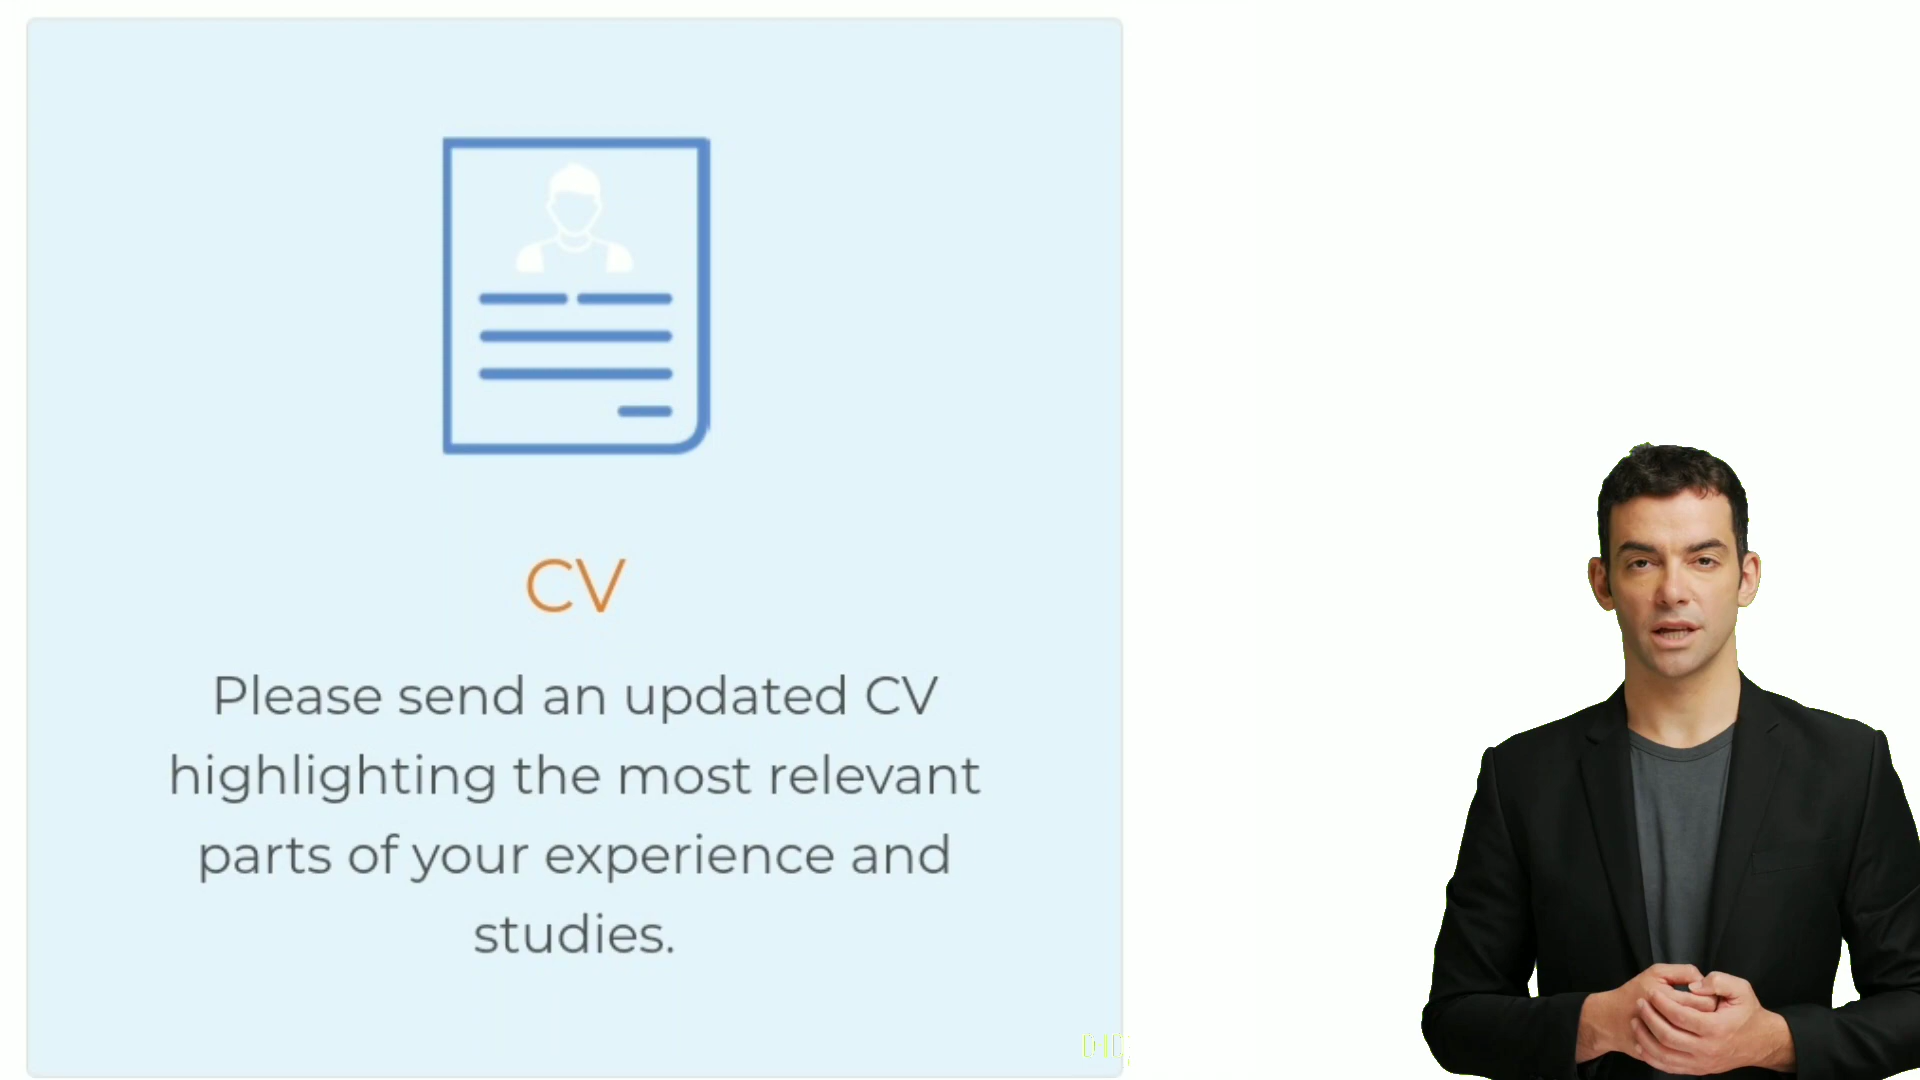 CV
Please send an updated CV
highlighting the most relevant
parts of your experience and
studies.